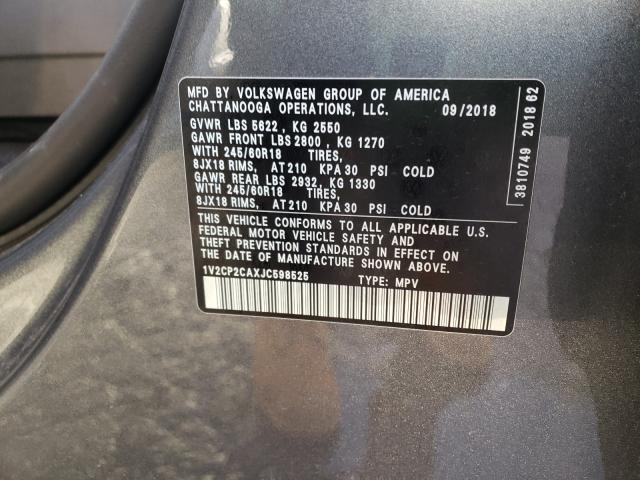 MFD BY VOLKSWAGEN GROUP OF AMERICA
CHATTANOOGA OPERATIONS, LLC. 09/2018
GVWR LBS 5622 , KG 2550
GAWR FRONT LBS 2800 , KG 1270
WITH 245/60R18 TIRES,
8JX18 RIMS, AT 210 KPA 30 PSI COLD
GAWR REAR LBS 2932 , KG 1330
WITH 245/60R18 TIRES,
8JX18 RIMS, AT 210 KPA 30 PSI COLD
THIS VEHICLE CONFORMS TO ALL APPLICABLE U.S.
FEDERAL MOTOR VEHICLE SAFETY AND
THEFT PREVENTION STANDARDS IN EFFECT ON
THE DATE OF MANUFACTURE SHOWN ABOVE.
1V2CP2CAXJC598525 TYPE: MPV
3810749 2018 62